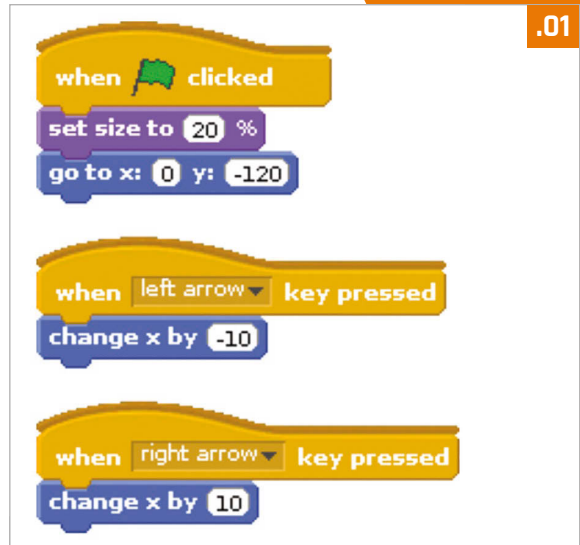 .01
when clicked
set size to 20 %
go to x: 0 y: -120
when left arrow key pressed
change x by -10
when right arrow key pressed
change x by 10